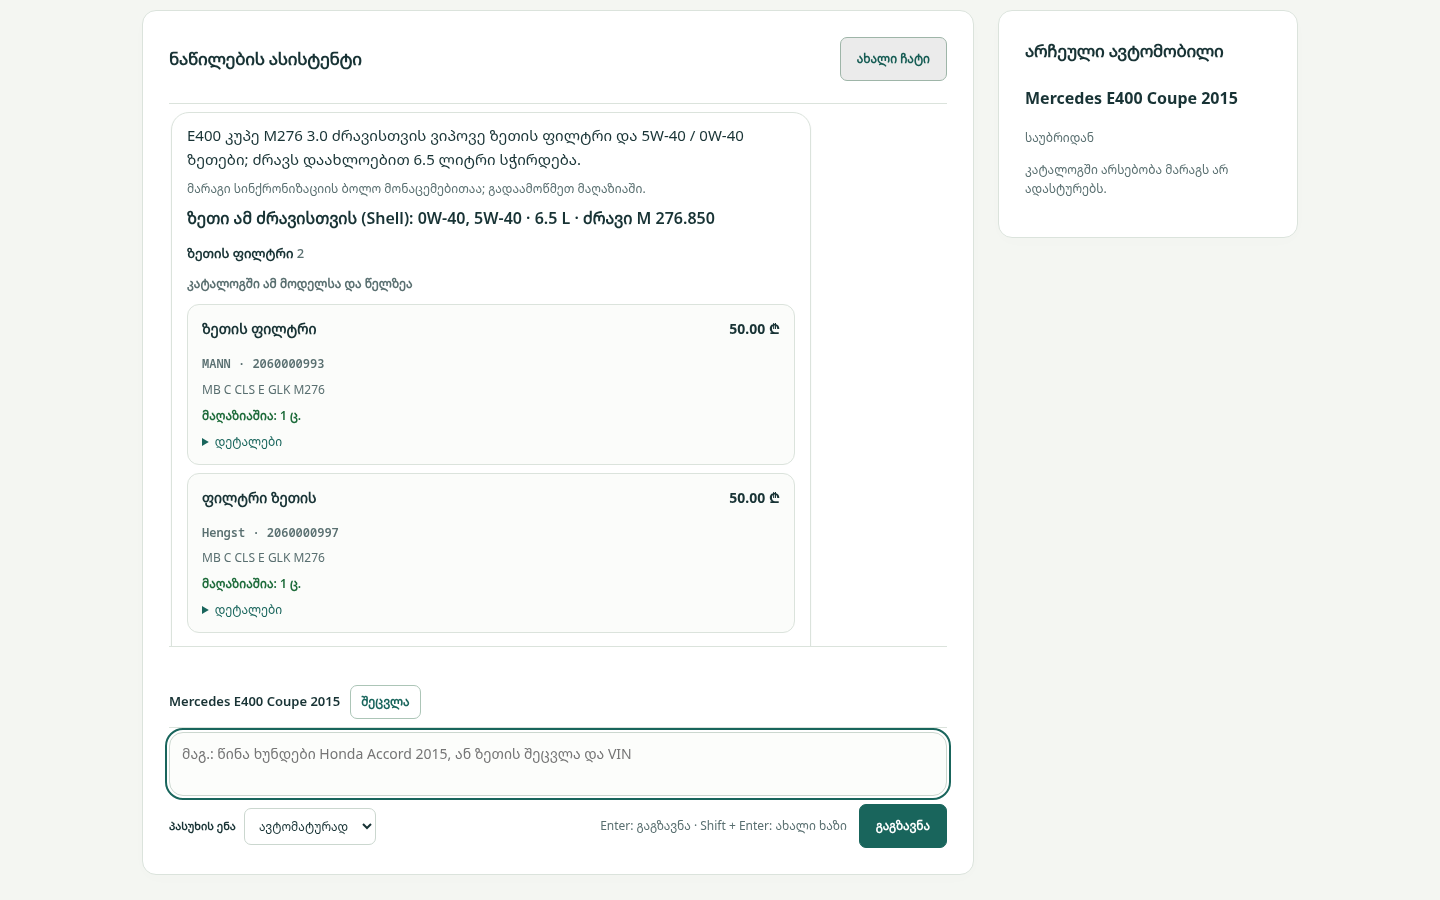 ნაწილების ასისტენტი
ახალი ჩატი
E400 კუპე M276 3.0 ძრავისთვის ვიპოვე ზეთის ფილტრი და 5W-40 / 0W-40
ზეთები; ძრავს დაახლოებით 6.5 ლიტრი სჭირდება.
მარაგი სინქრონიზაციის ბოლო მონაცემებითაა; გადაამოწმეთ მაღაზიაში.
ზეთი ამ ძრავისთვის (Shell): 0W-40, 5W-40 · 6.5 L · ძრავი M 276.850
ზეთის ფილტრი 2
კატალოგში ამ მოდელსა და წელზეა
ზეთის ფილტრი 50.00 ₾
MANN · 2060000993
MB C CLS E GLK M276
მაღაზიაშია: 1 ც.
▶ დეტალები
ფილტრი ზეთის 50.00 ₾
Hengst · 2060000997
MB C CLS E GLK M276
მაღაზიაშია: 1 ც.
▶ დეტალები
Mercedes E400 Coupe 2015 შეცვლა
მაგ.: წინა ხუნდები Honda Accord 2015, ან ზეთის შეცვლა და VIN
პასუხის ენა ავტომატურად Enter: გაგზავნა · Shift + Enter: ახალი ხაზი გაგზავნა
არჩეული ავტომობილი
Mercedes E400 Coupe 2015
საუბრიდან
კატალოგში არსებობა მარაგს არ
ადასტურებს.